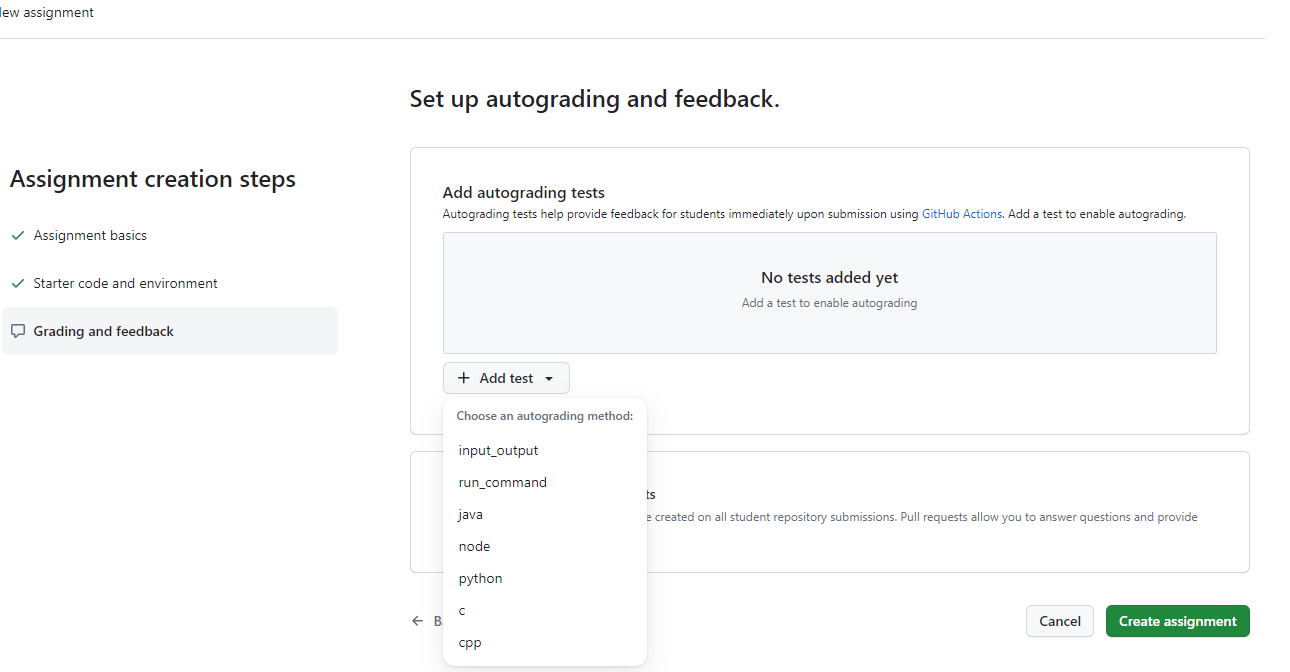 assignment
Set up autograding and feedback.
Assignment creation steps
Assignment basics
Starter code and environment
Grading and feedback
Add autograding tests
Autograding tests help provide feedback for students immediately upon submission using GitHub Actions. Add a test to enable autograding.
No tests added yet
Add a test to enable autograding
Add test
Choose an autograding method:
input_output
run_command
java
node
python
c
cpp
created on all student repository submissions. Pull requests allow you to answer questions and provide
Cancel
Create assignment